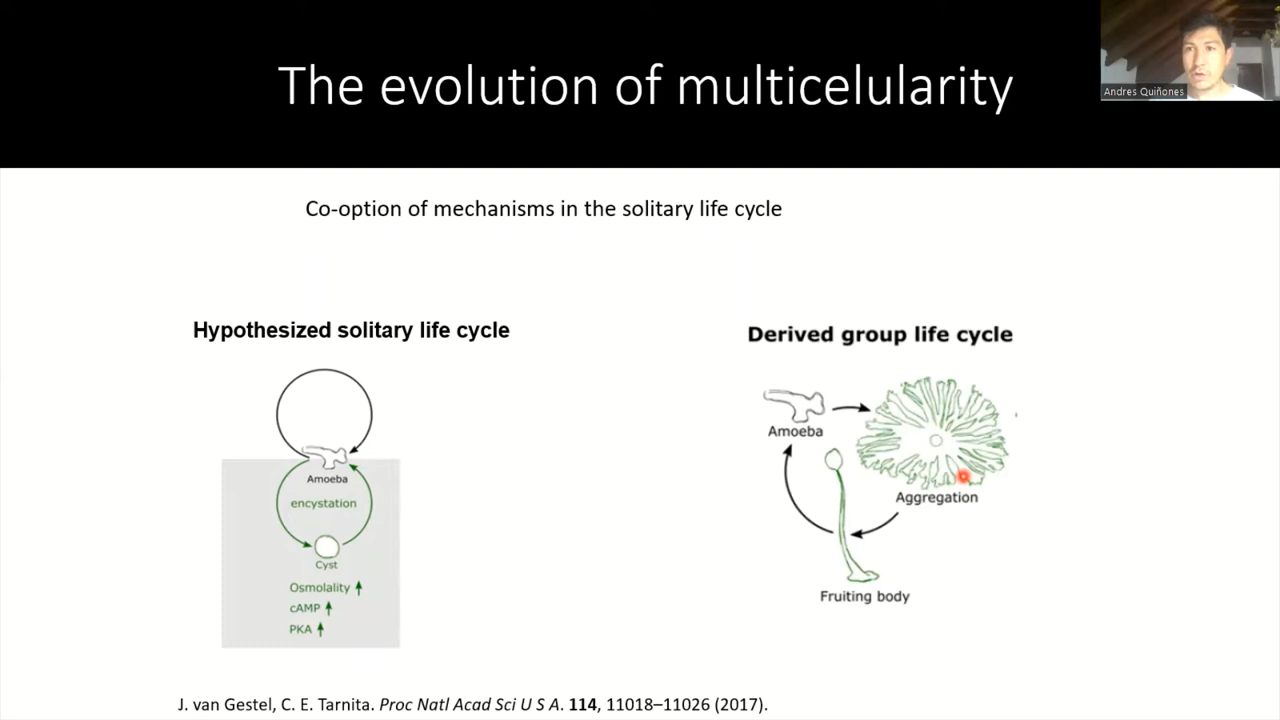 The evolution of multicelularity
Andres Quiñones
Co-option of mechanisms in the solitary life cycle
Hypothesized solitary life cycle
Amoeba
encystation
Cyst
Osmolality ↑
cAMP ↑
PKA ↑
Derived group life cycle
Amoeba
Aggregation
Fruiting body
J. van Gestel, C. E. Tarnita. Proc Natl Acad Sci U S A. 114, 11018–11026 (2017).